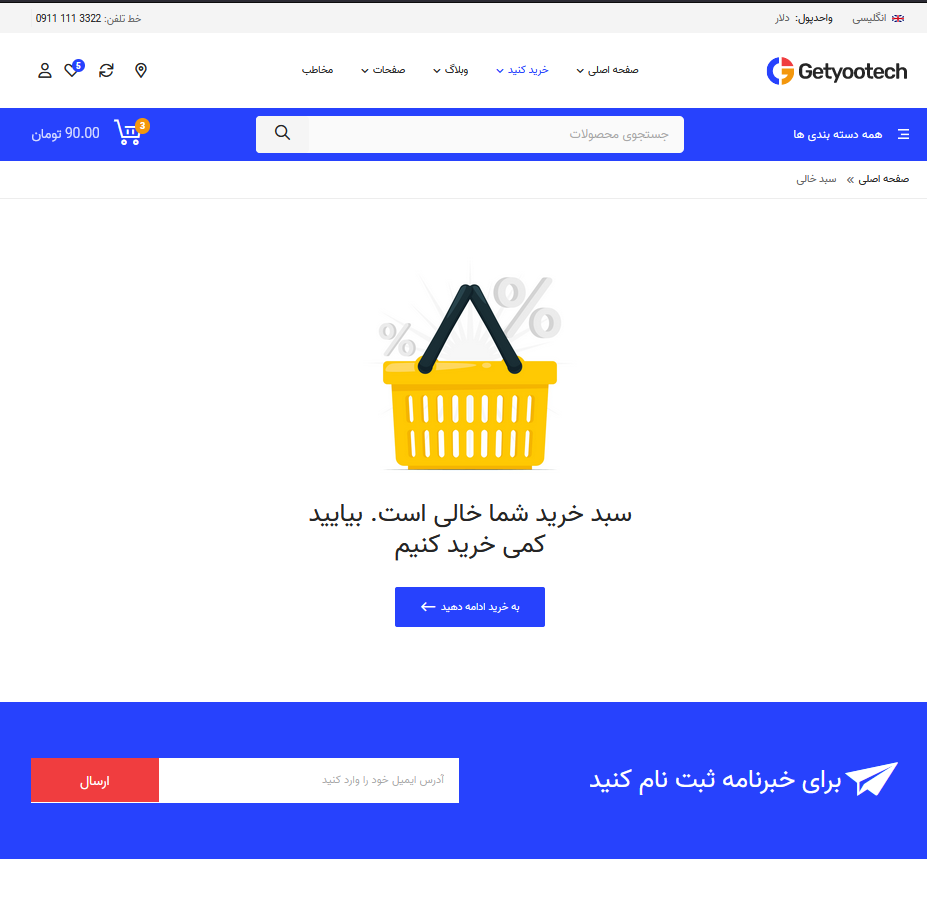 انگلیسی
واحدپول: دلار
خط تلفن: 3322 111 0911
Getyootech
صفحه اصلی
خرید کنید
وبلاگ
صفحات
مخاطب
5
همه دسته بندی ها
جستجوی محصولات
3
90.00 تومان
صفحه اصلی » سبد خالی
% %
سبد خرید شما خالی است. بیایید
کمی خرید کنیم
به خرید ادامه دهید
برای خبرنامه ثبت نام کنید
آدرس ایمیل خود را وارد کنید
ارسال